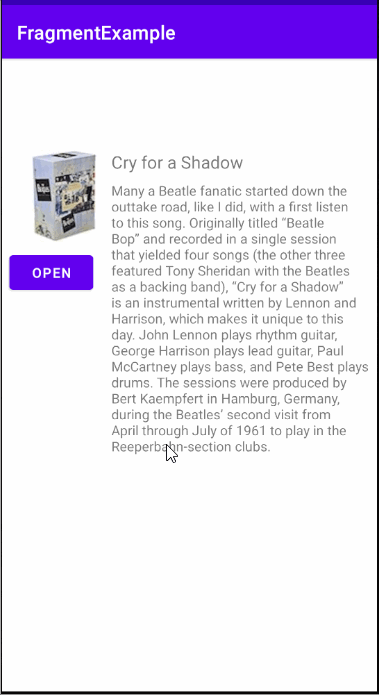 FragmentExample
Cry for a Shadow
Many a Beatle fanatic started down the
outtake road, like I did, with a first listen
to this song. Originally titled “Beatle
Bop” and recorded in a single session
that yielded four songs (the other three
featured Tony Sheridan with the Beatles
as a backing band), “Cry for a Shadow”
is an instrumental written by Lennon and
Harrison, which makes it unique to this
day. John Lennon plays rhythm guitar,
George Harrison plays lead guitar, Paul
McCartney plays bass, and Pete Best plays
drums. The sessions were produced by
Bert Kaempfert in Hamburg, Germany,
during the Beatles’ second visit from
April through July of 1961 to play in the
Reeperbahn-section clubs.
OPEN